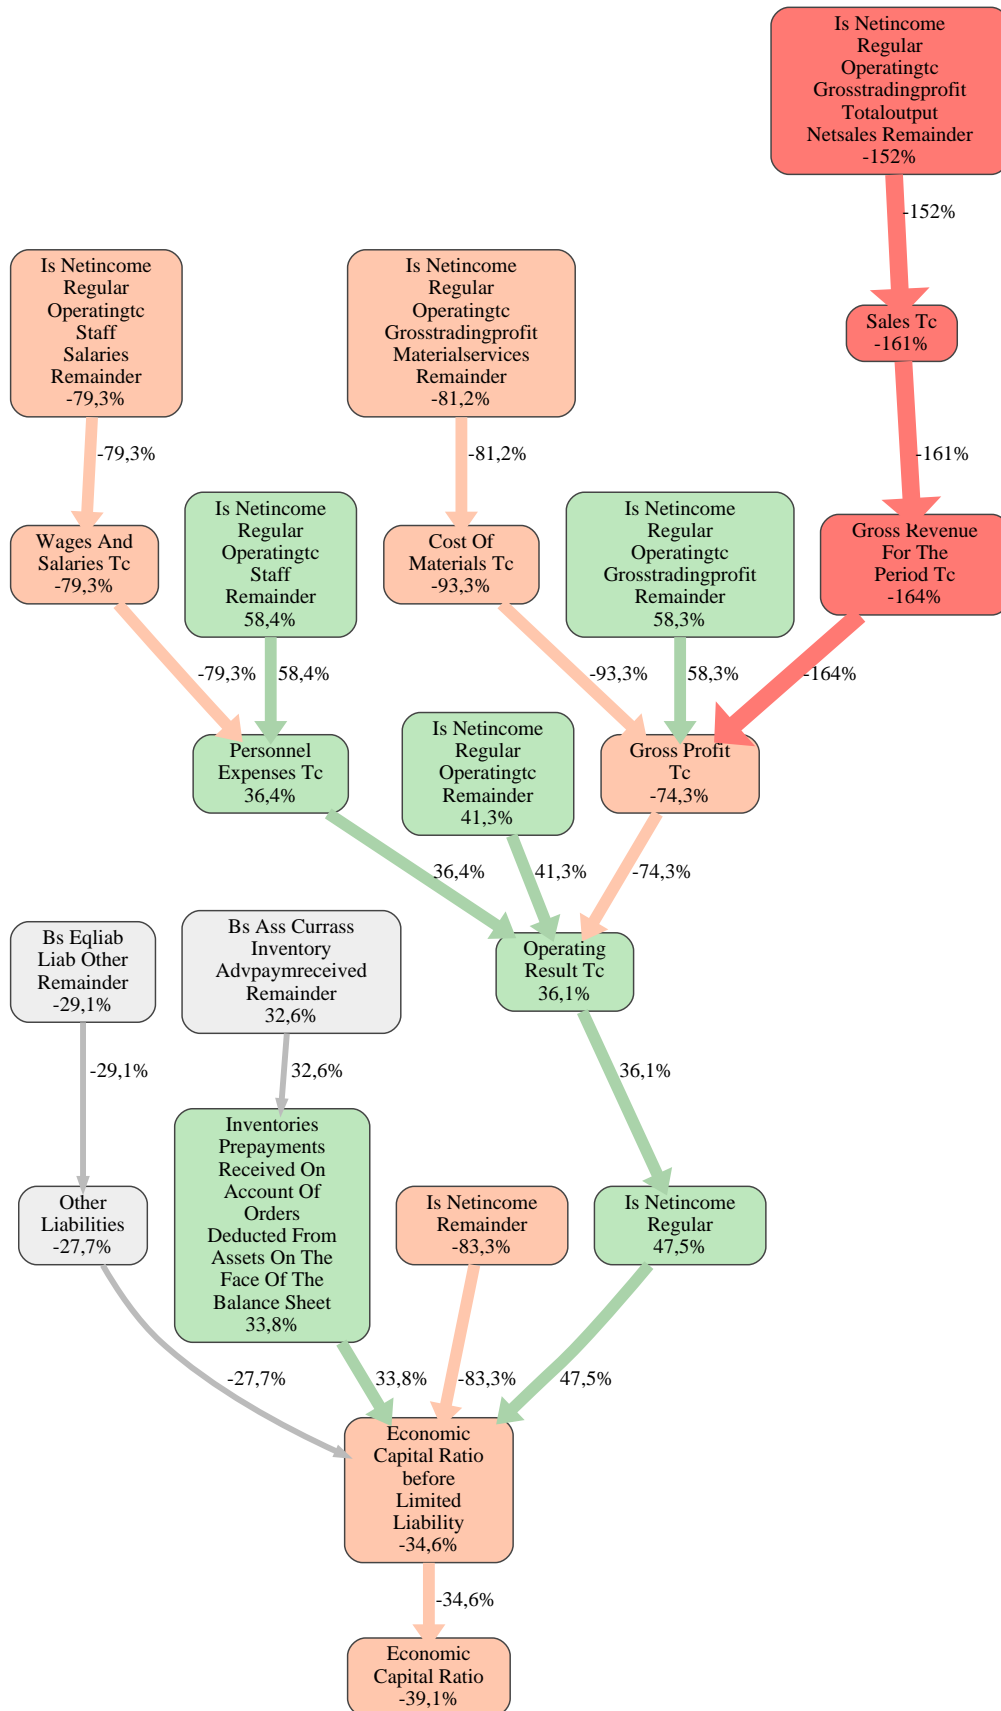 Is Netincome
Regular
Operatingtc
Grosstradingprofit
Totaloutput
Netsales Remainder
-152%
-152%
Is Netincome
Regular
Operatingtc
Staff
Salaries
Remainder
-79,3%
Is Netincome
Regular
Operatingtc
Grosstradingprofit
Materialservices
Remainder
-81,2%
Sales Tc
-161%
-79,3%
-81,2%
-161%
Wages And
Salaries Tc
-79,3%
Is Netincome
Regular
Operatingtc
Staff
Remainder
58,4%
Cost Of
Materials Tc
-93,3%
Is Netincome
Regular
Operatingtc
Grosstradingprofit
Remainder
58,3%
Gross Revenue
For The
Period Tc
-164%
-79,3%
58,4%
-93,3%
58,3%
-164%
Personnel
Expenses Tc
36,4%
Is Netincome
Regular
Operatingtc
Remainder
41,3%
Gross Profit
Tc
-74,3%
36,4%
41,3%
-74,3%
Bs Eqliab
Liab Other
Remainder
-29,1%
Bs Ass Currass
Inventory
Advpaymreceived
Remainder
32,6%
Operating
Result Tc
36,1%
-29,1%
32,6%
36,1%
Other
Liabilities
-27,7%
Inventories
Prepayments
Received On
Account Of
Orders
Deducted From
Assets On The
Face Of The
Balance Sheet
33,8%
Is Netincome
Remainder
-83,3%
Is Netincome
Regular
47,5%
-27,7%
33,8%
-83,3%
47,5%
Economic
Capital Ratio
before
Limited
Liability
-34,6%
-34,6%
Economic
Capital Ratio
-39,1%